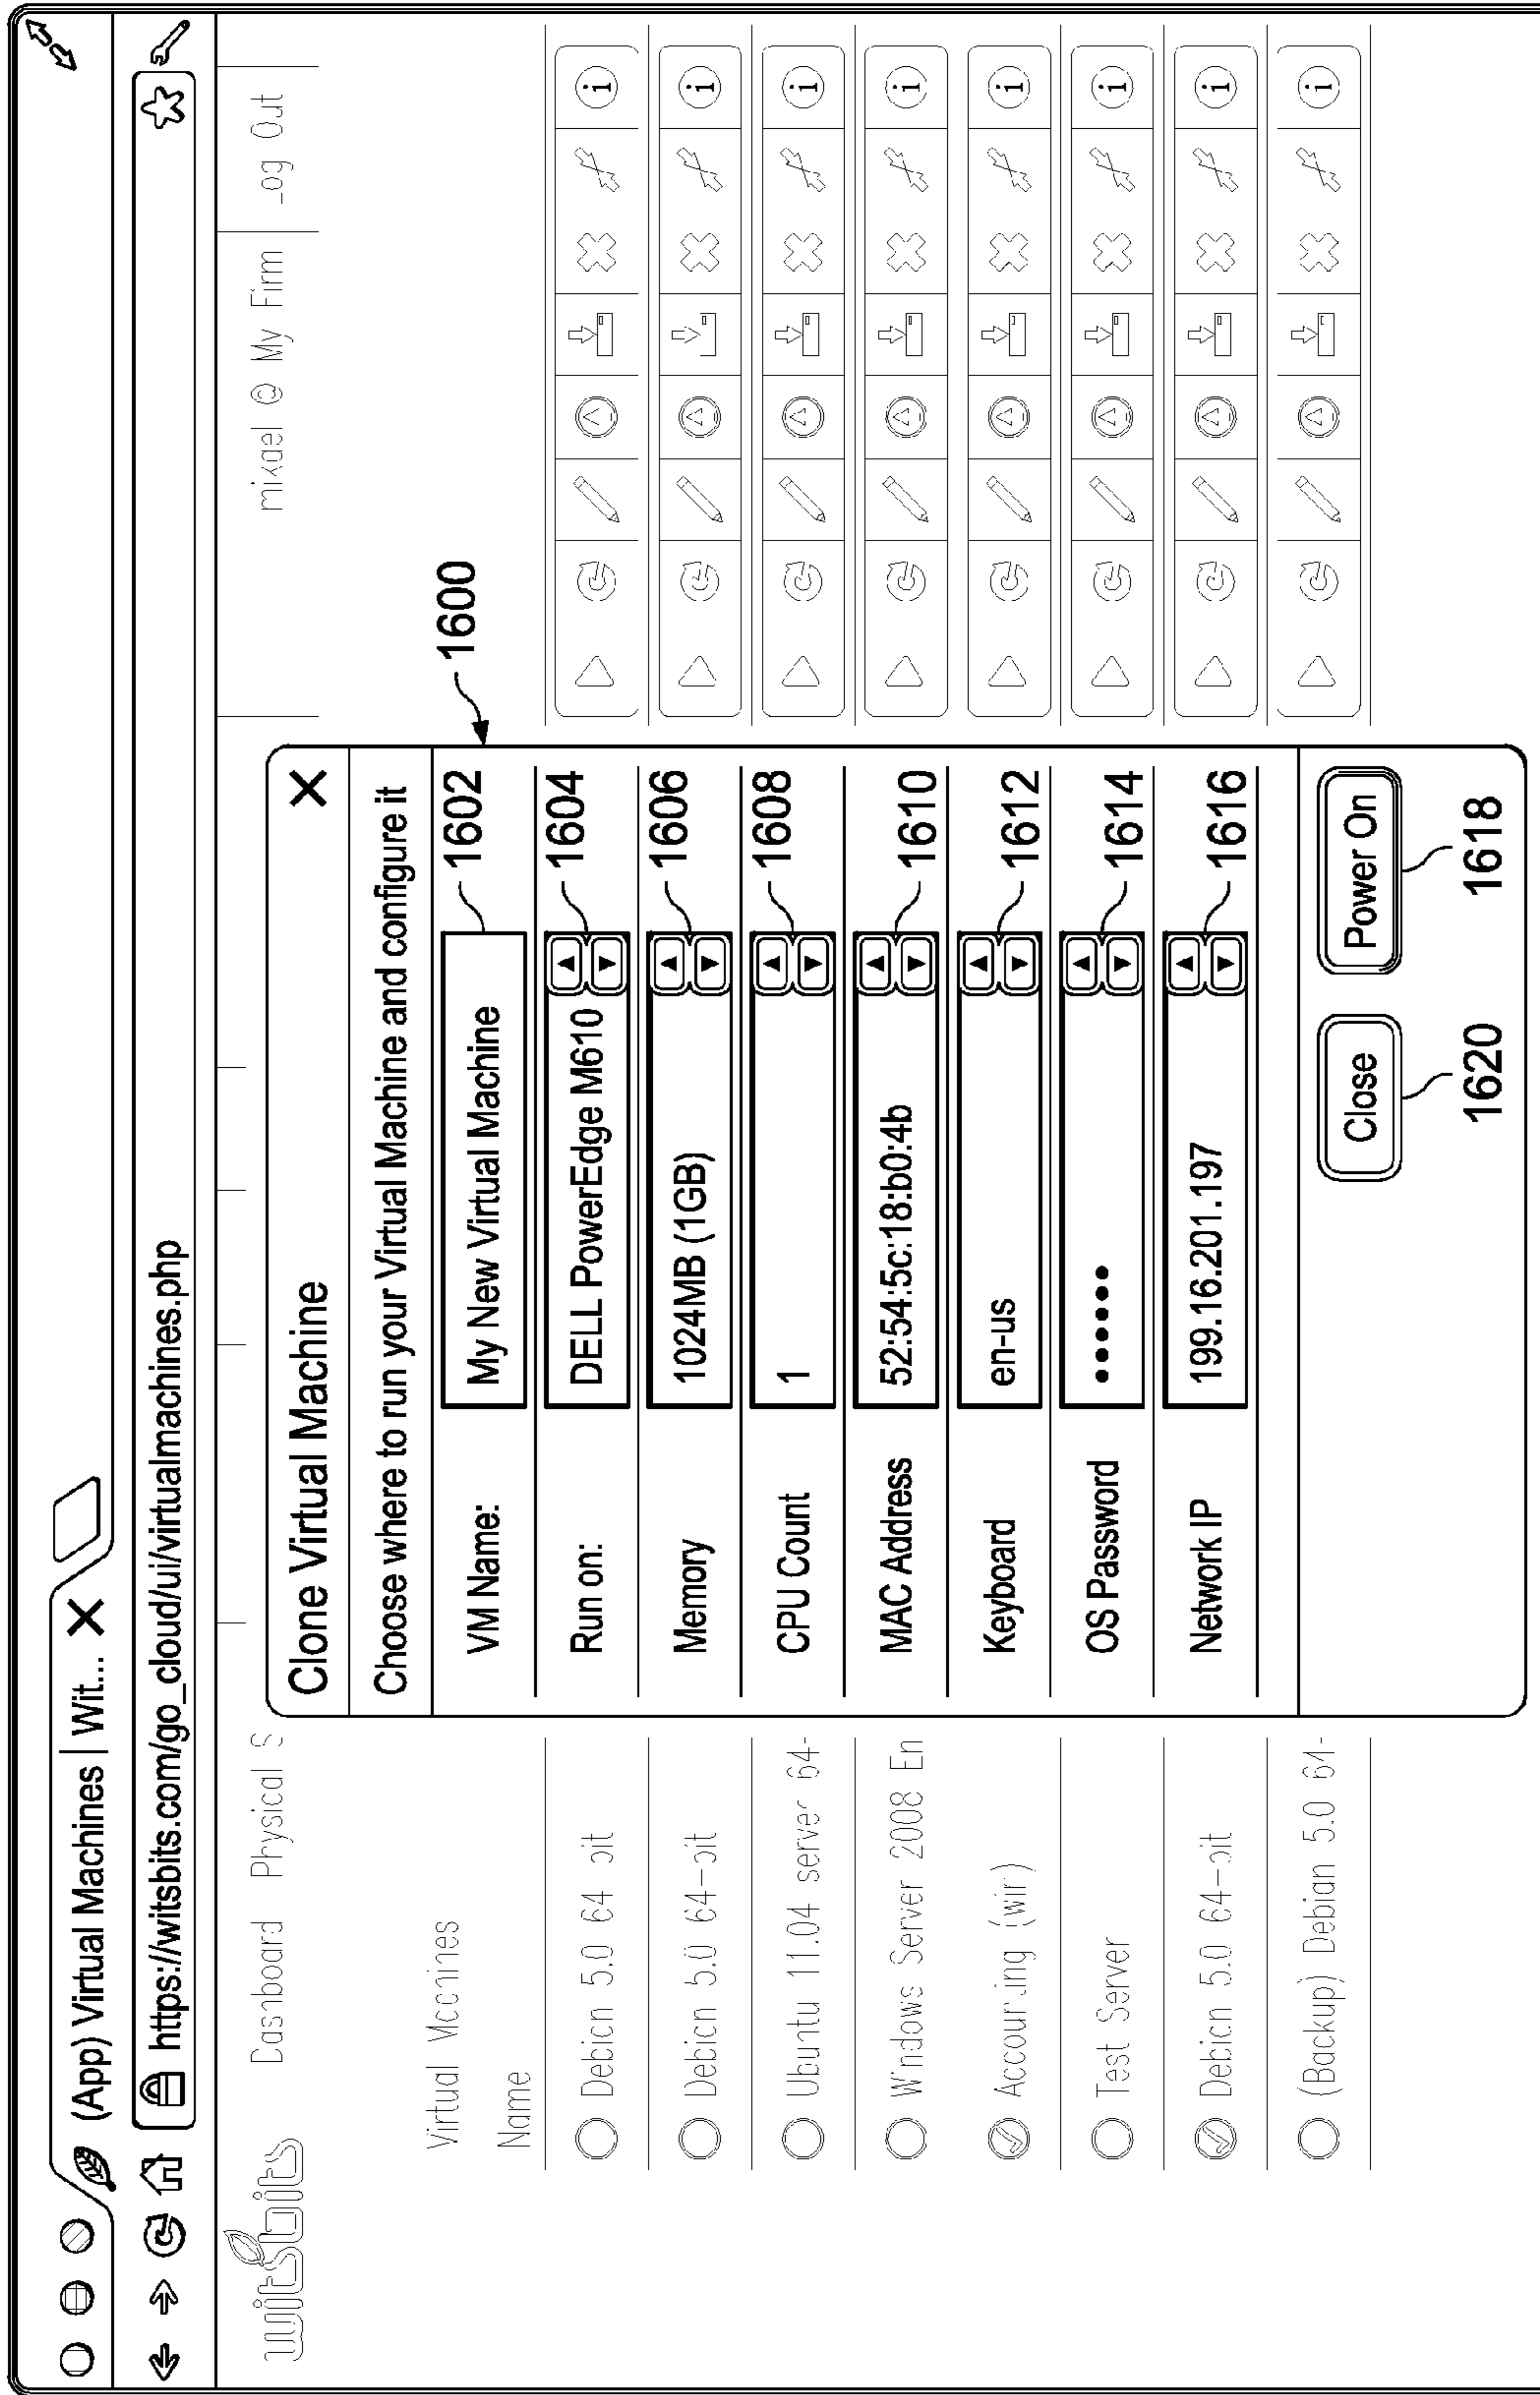 (App) Virtual Machines | Wit...
https://witsbits.com/go_cloud/ui/virtualmachines.php
witsbits
Dashboard Physical S
mikael @ My Firm
Log Out
Virtual Machines
Name
Debian 5.0 64 bit
Debian 5.0 64-bit
Ubuntu 11.04 server 64-
Windows Server 2008 En
Accounting (win)
Test Server
Debian 5.0 64-bit
(Backup) Debian 5.0 64-
Clone Virtual Machine
Choose where to run your Virtual Machine and configure it
1600
VM Name: My New Virtual Machine 1602
Run on: DELL PowerEdge M610 1604
Memory 1024MB (1GB) 1606
CPU Count 1 1608
MAC Address 52:54:5c:18:b0:4b 1610
Keyboard en-us 1612
OS Password •••••• 1614
Network IP 199.16.201.197 1616
Close Power On
1620 1618